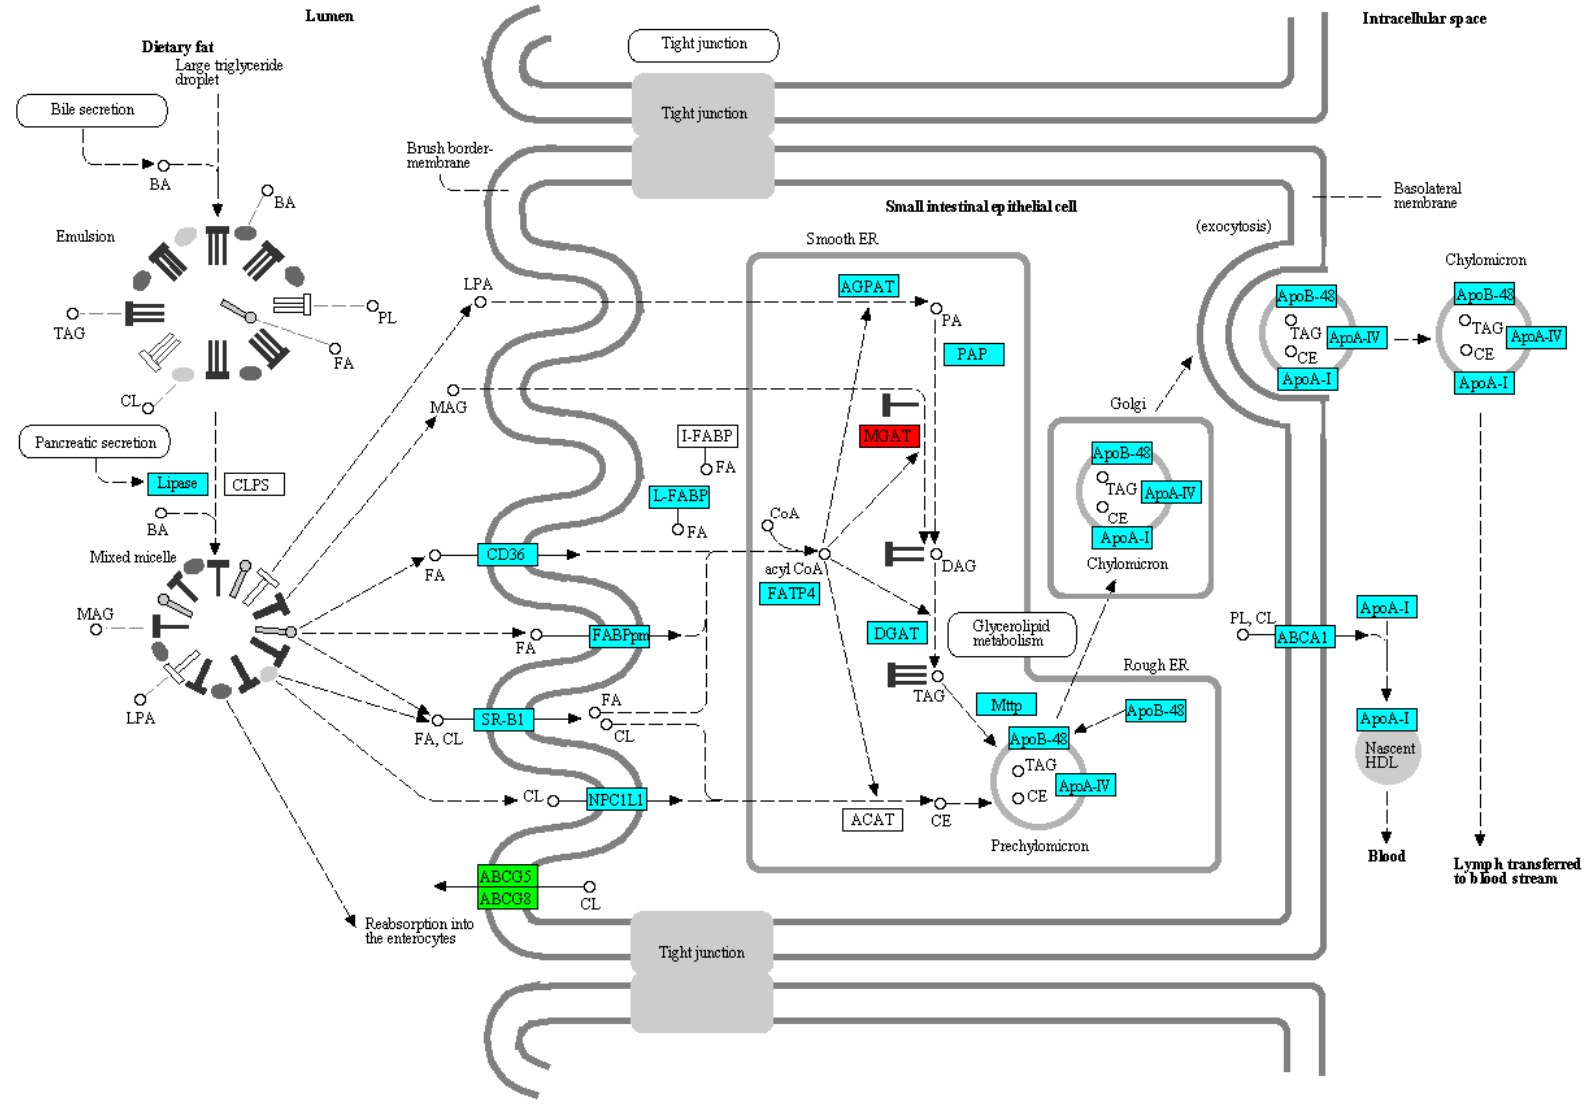 Lumen
Intracellular space
Dietary fat
Large triglyceride
droplet
Tight junction
Bile secretion
Tight junction
Brush border-
membrane
BA
BA
Basolateral
membrane
Small intestinal epithelial cell
(exocytosis)
Emulsion
Smooth ER
Chylomicron
LPA
AGPAT
ApoB-48
ApoB-48
PL
TAG
PA
TAG
ApoA-IV
TAG
ApoA-IV
FA
PAP
CE
CE
ApoA-I
ApoA-I
CL
MAG
Golgi
Pancreatic secretion
I-FABP
MGAT
FA
ApoB-48
Lipase
CLPS
L-FABP
TAG
ApoA-IV
BA
FA
CoA
CE
ApoA-I
Mixed micelle
CD36
FA
acyl CoA
DAG
Chylomicron
FATP4
MAG
ApoA-I
PL, CL
FABPpm
FA
DGAT
Glycerolipid
metabolism
ABCA1
Rough ER
LPA
FA
TAG
Mttp
ApoB-48
SR-B1
FA, CL
CL
ApoA-I
ApoB-48
Nascent
HDL
TAG
ApoA-IV
CL
NPC1L1
CE
CE
ACAT
Prechylomicron
Blood
Lymph transferred
to blood stream
ABCG5
ABCG8
CL
Reabsorption into
the enterocytes
Tight junction